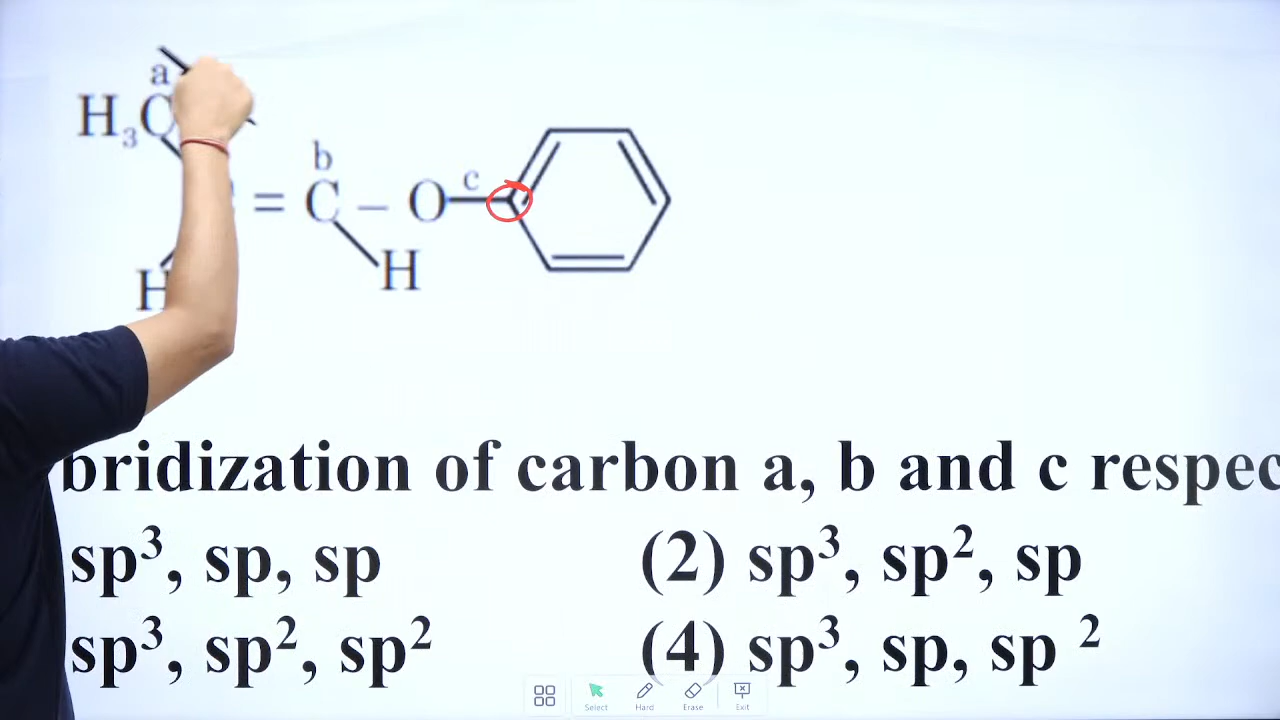 a
H₃C
b
= C – O
c
H
H
bridization of carbon a, b and c respec
sp³, sp, sp
(2) sp³, sp², sp
sp³, sp², sp²
(4) sp³, sp, sp ²
Select Hard Erase Exit